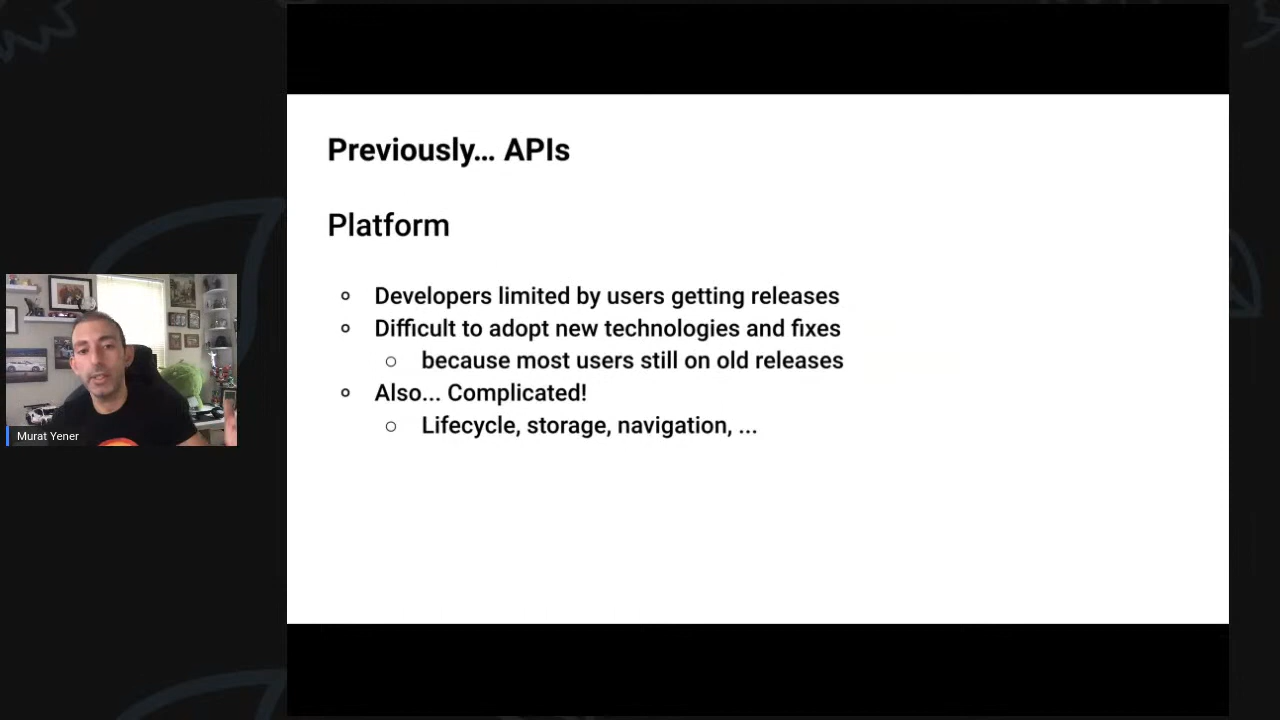 Previously... APIs
Platform
Developers limited by users getting releases
Difficult to adopt new technologies and fixes
because most users still on old releases
Also... Complicated!
Lifecycle, storage, navigation, ...
Murat Yener